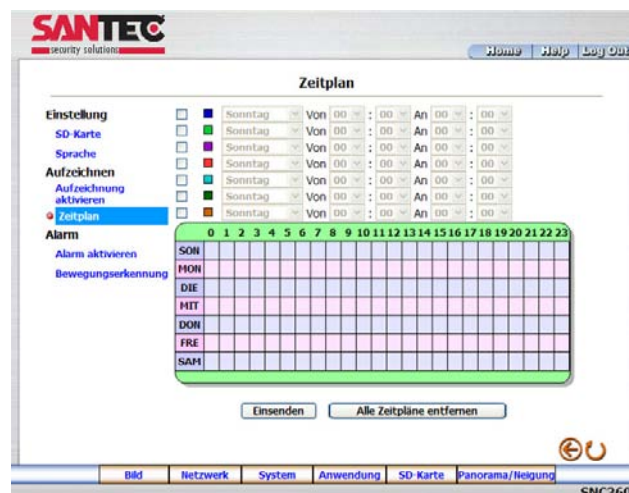 SANTEC
security solutions
Home Help Log Out
Zeitplan
Einstellung
SD-Karte
Sprache
Aufzeichnen
Aufzeichnung aktivieren
Zeitplan
Alarm
Alarm aktivieren
Bewegungserkennung
Sonntag Von 00 : 00 An 00 : 00
Sonntag Von 00 : 00 An 00 : 00
Sonntag Von 00 : 00 An 00 : 00
Sonntag Von 00 : 00 An 00 : 00
Sonntag Von 00 : 00 An 00 : 00
Sonntag Von 00 : 00 An 00 : 00
Sonntag Von 00 : 00 An 00 : 00
0 1 2 3 4 5 6 7 8 9 10 11 12 13 14 15 16 17 18 19 20 21 22 23
SON
MON
DIE
MIT
DON
FRE
SAM
Einsenden Alle Zeitpläne entfernen
Bild Netzwerk System Anwendung SD-Karte Panorama/Neigung